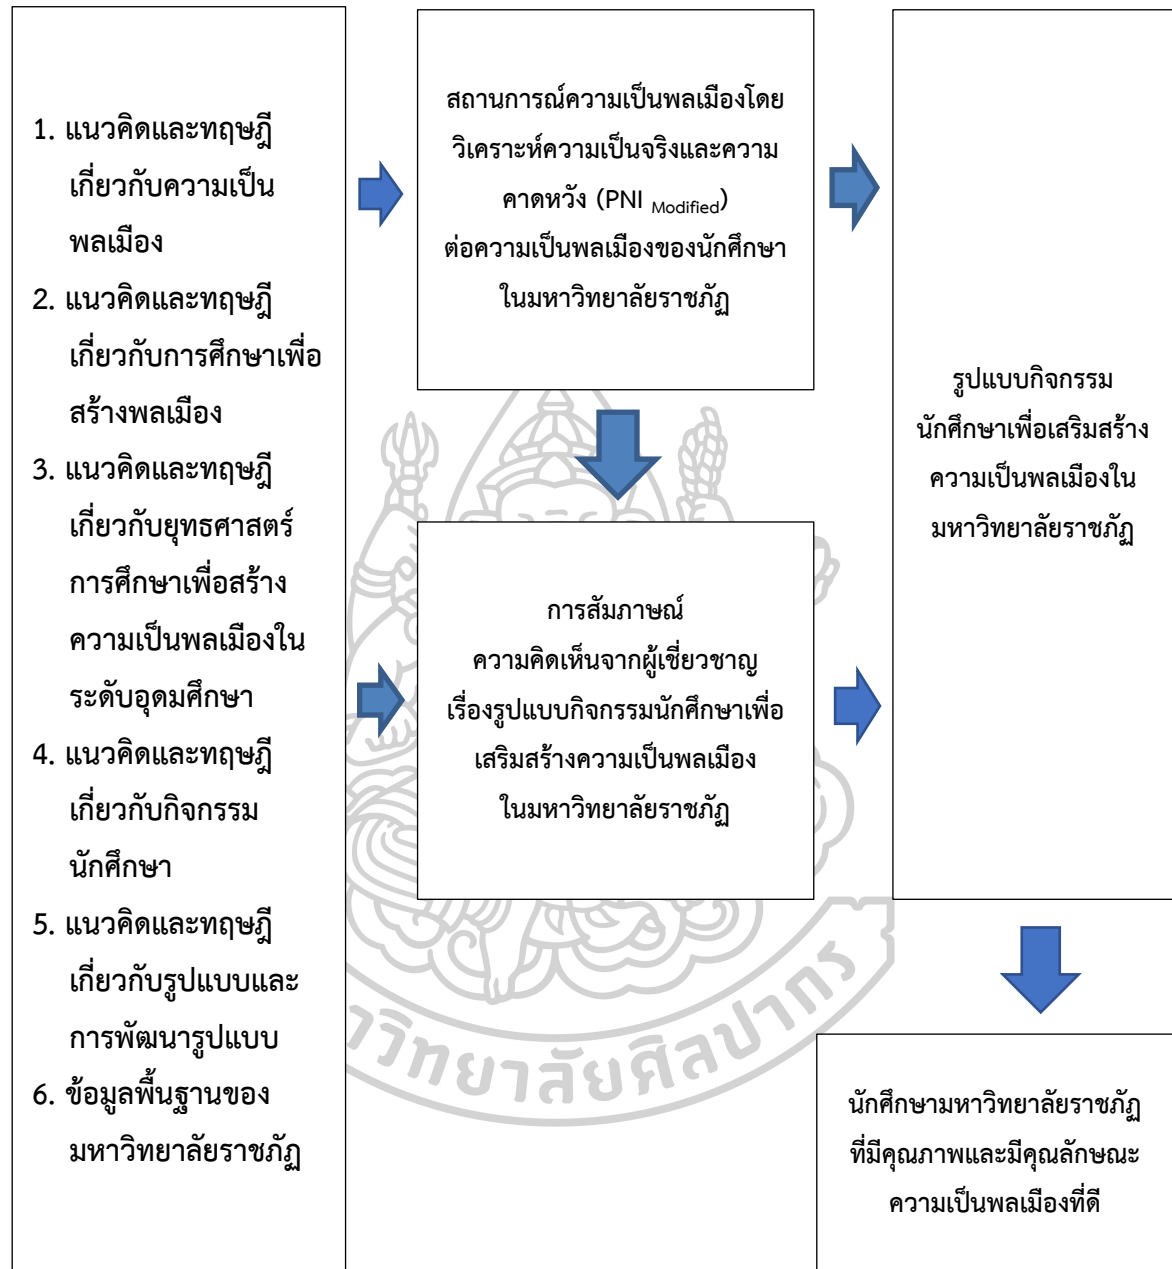 1. แนวคิดและทฤษฎี
เกี่ยวกับความเป็น
พลเมือง
2. แนวคิดและทฤษฎี
เกี่ยวกับการศึกษาเพื่อ
สร้างพลเมือง
3. แนวคิดและทฤษฎี
เกี่ยวกับยุทธศาสตร์
การศึกษาเพื่อสร้าง
ความเป็นพลเมืองใน
ระดับอุดมศึกษา
4. แนวคิดและทฤษฎี
เกี่ยวกับกิจกรรม
นักศึกษา
5. แนวคิดและทฤษฎี
เกี่ยวกับรูปแบบและ
การพัฒนารูปแบบ
6. ข้อมูลพื้นฐานของ
มหาวิทยาลัยราชภัฏ
สถานการณ์ความเป็นพลเมืองโดย
วิเคราะห์ความเป็นจริงและความ
คาดหวัง (PNI Modified)
ต่อความเป็นพลเมืองของนักศึกษา
ในมหาวิทยาลัยราชภัฏ
การสัมภาษณ์
ความคิดเห็นจากผู้เชี่ยวชาญ
เรื่องรูปแบบกิจกรรมนักศึกษาเพื่อ
เสริมสร้างความเป็นพลเมือง
ในมหาวิทยาลัยราชภัฏ
รูปแบบกิจกรรม
นักศึกษาเพื่อเสริมสร้าง
ความเป็นพลเมืองใน
มหาวิทยาลัยราชภัฏ
นักศึกษามหาวิทยาลัยราชภัฏ
ที่มีคุณภาพและมีคุณลักษณะ
ความเป็นพลเมืองที่ดี
าวิทยาลัยศิลปากร